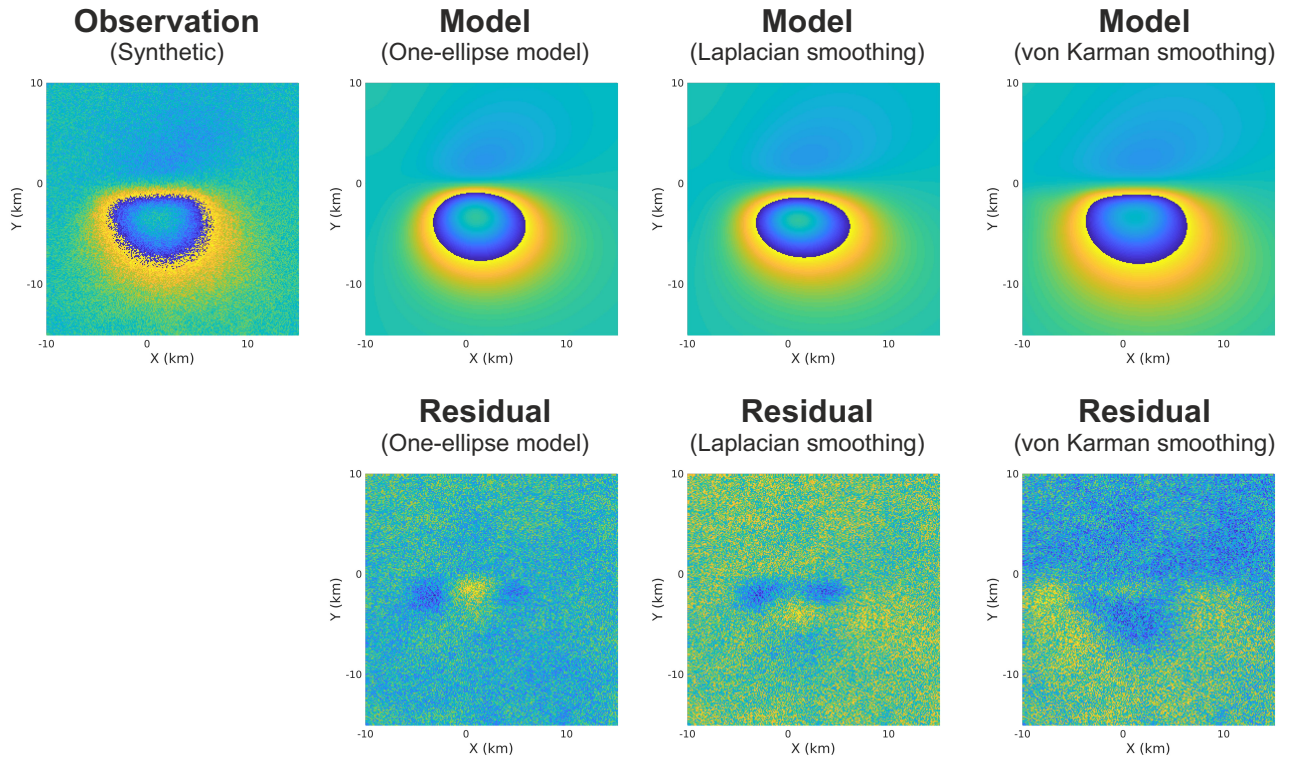 Observation
(Synthetic)
Model
(One-ellipse model)
Model
(Laplacian smoothing)
Model
(von Karman smoothing)
10
0
-10
Y (km)
-10
0
10
X (km)
10
0
-10
Y (km)
-10
0
10
X (km)
10
0
-10
Y (km)
-10
0
10
X (km)
10
0
-10
Y (km)
-10
0
10
X (km)
Residual
(One-ellipse model)
Residual
(Laplacian smoothing)
Residual
(von Karman smoothing)
10
0
-10
Y (km)
-10
0
10
X (km)
10
0
-10
Y (km)
-10
0
10
X (km)
10
0
-10
Y (km)
-10
0
10
X (km)